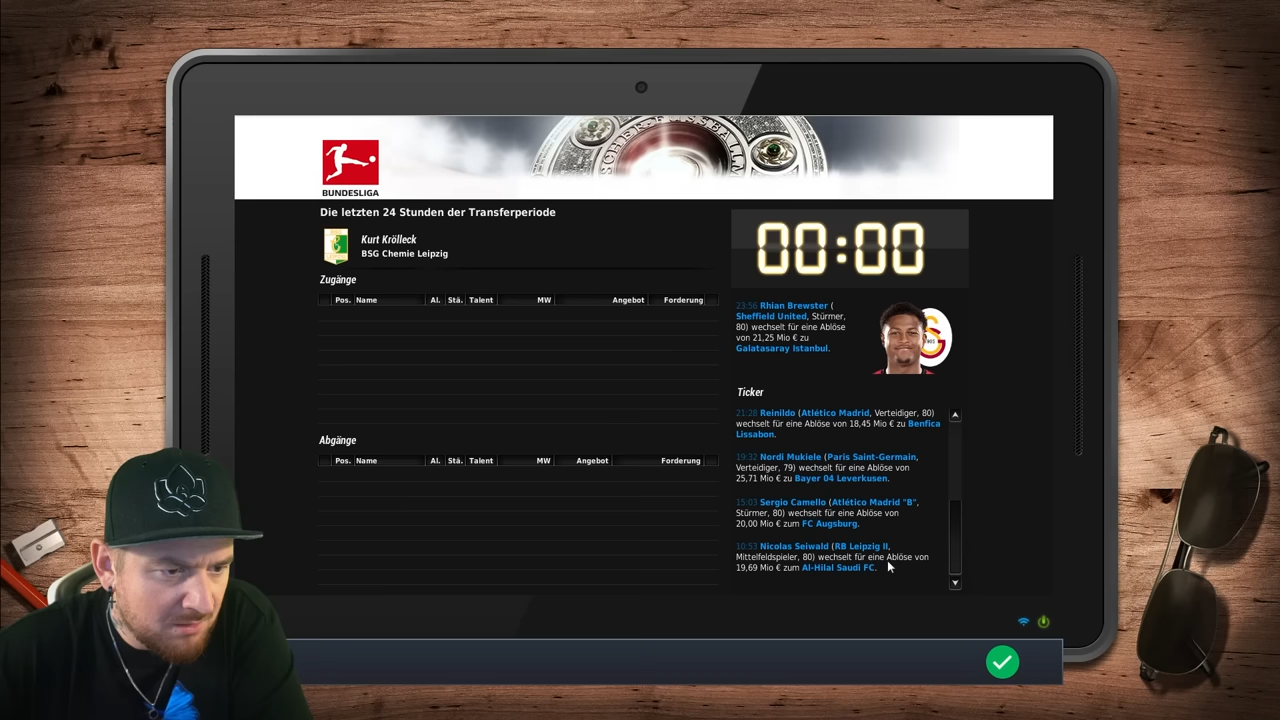 BUNDESLIGA
Die letzten 24 Stunden der Transferperiode
Kurt Krölleck
BSG Chemie Leipzig
Zugänge
Pos. Name Al. Stä. Talent MW Angebot Forderung
Abgänge
Pos. Name Al. Stä. Talent MW Angebot Forderung
00:00
23:56 Rhian Brewster (
Sheffield United, Stürmer,
80) wechselt für eine Ablöse
von 21,25 Mio € zu
Galatasaray Istanbul.
Ticker
21:28 Reinildo (Atlético Madrid, Verteidiger, 80)
wechselt für eine Ablöse von 18,45 Mio € zu Benfica
Lissabon.
19:32 Nordi Mukiele (Paris Saint-Germain,
Verteidiger, 79) wechselt für eine Ablöse von
25,71 Mio € zu Bayer 04 Leverkusen.
15:03 Sergio Camello (Atlético Madrid "B",
Stürmer, 80) wechselt für eine Ablöse von
20,00 Mio € zum FC Augsburg.
10:53 Nicolas Seiwald (RB Leipzig II,
Mittelfeldspieler, 80) wechselt für eine Ablöse von
19,69 Mio € zum Al-Hilal Saudi FC.